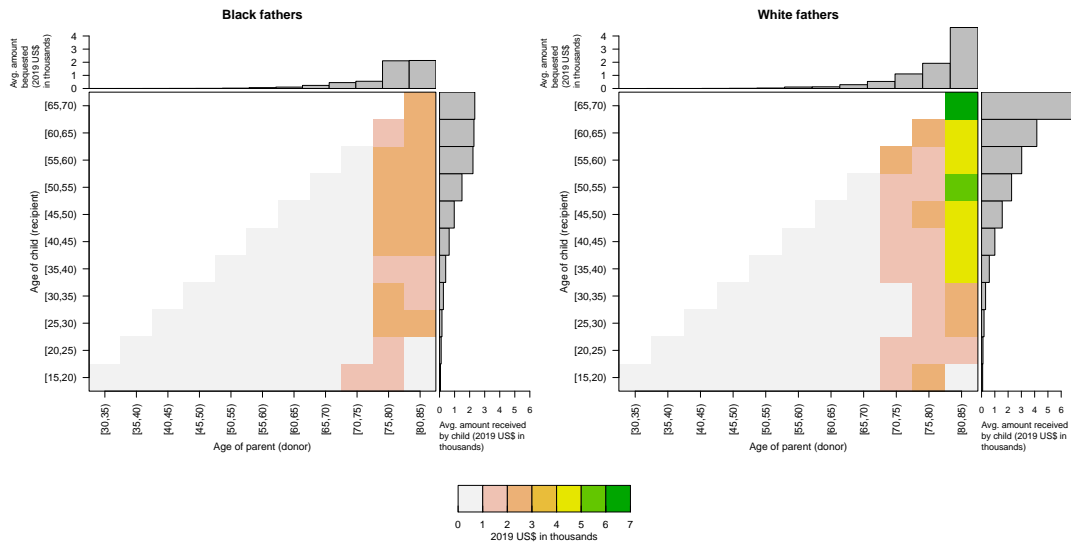 Black fathers
Avg. amount
bequested
(2019 US$
in thousands)
4
3
2
1
0
Age of child (recipient)
[65,70)
[60,65)
[55,60)
[50,55)
[45,50)
[40,45)
[35,40)
[30,35)
[25,30)
[20,25)
[15,20)
[30,35)
[35,40)
[40,45)
[45,50)
[50,55)
[55,60)
[60,65)
[65,70)
[70,75)
[75,80)
[80,85)
Age of parent (donor)
0 1 2 3 4 5 6
Avg. amount received
by child (2019 US$ in
thousands)
White fathers
Avg. amount
bequested
(2019 US$
in thousands)
4
3
2
1
0
Age of child (recipient)
[65,70)
[60,65)
[55,60)
[50,55)
[45,50)
[40,45)
[35,40)
[30,35)
[25,30)
[20,25)
[15,20)
[30,35)
[35,40)
[40,45)
[45,50)
[50,55)
[55,60)
[60,65)
[65,70)
[70,75)
[75,80)
[80,85)
Age of parent (donor)
0 1 2 3 4 5 6
Avg. amount received
by child (2019 US$ in
thousands)
0 1 2 3 4 5 6 7
2019 US$ in thousands